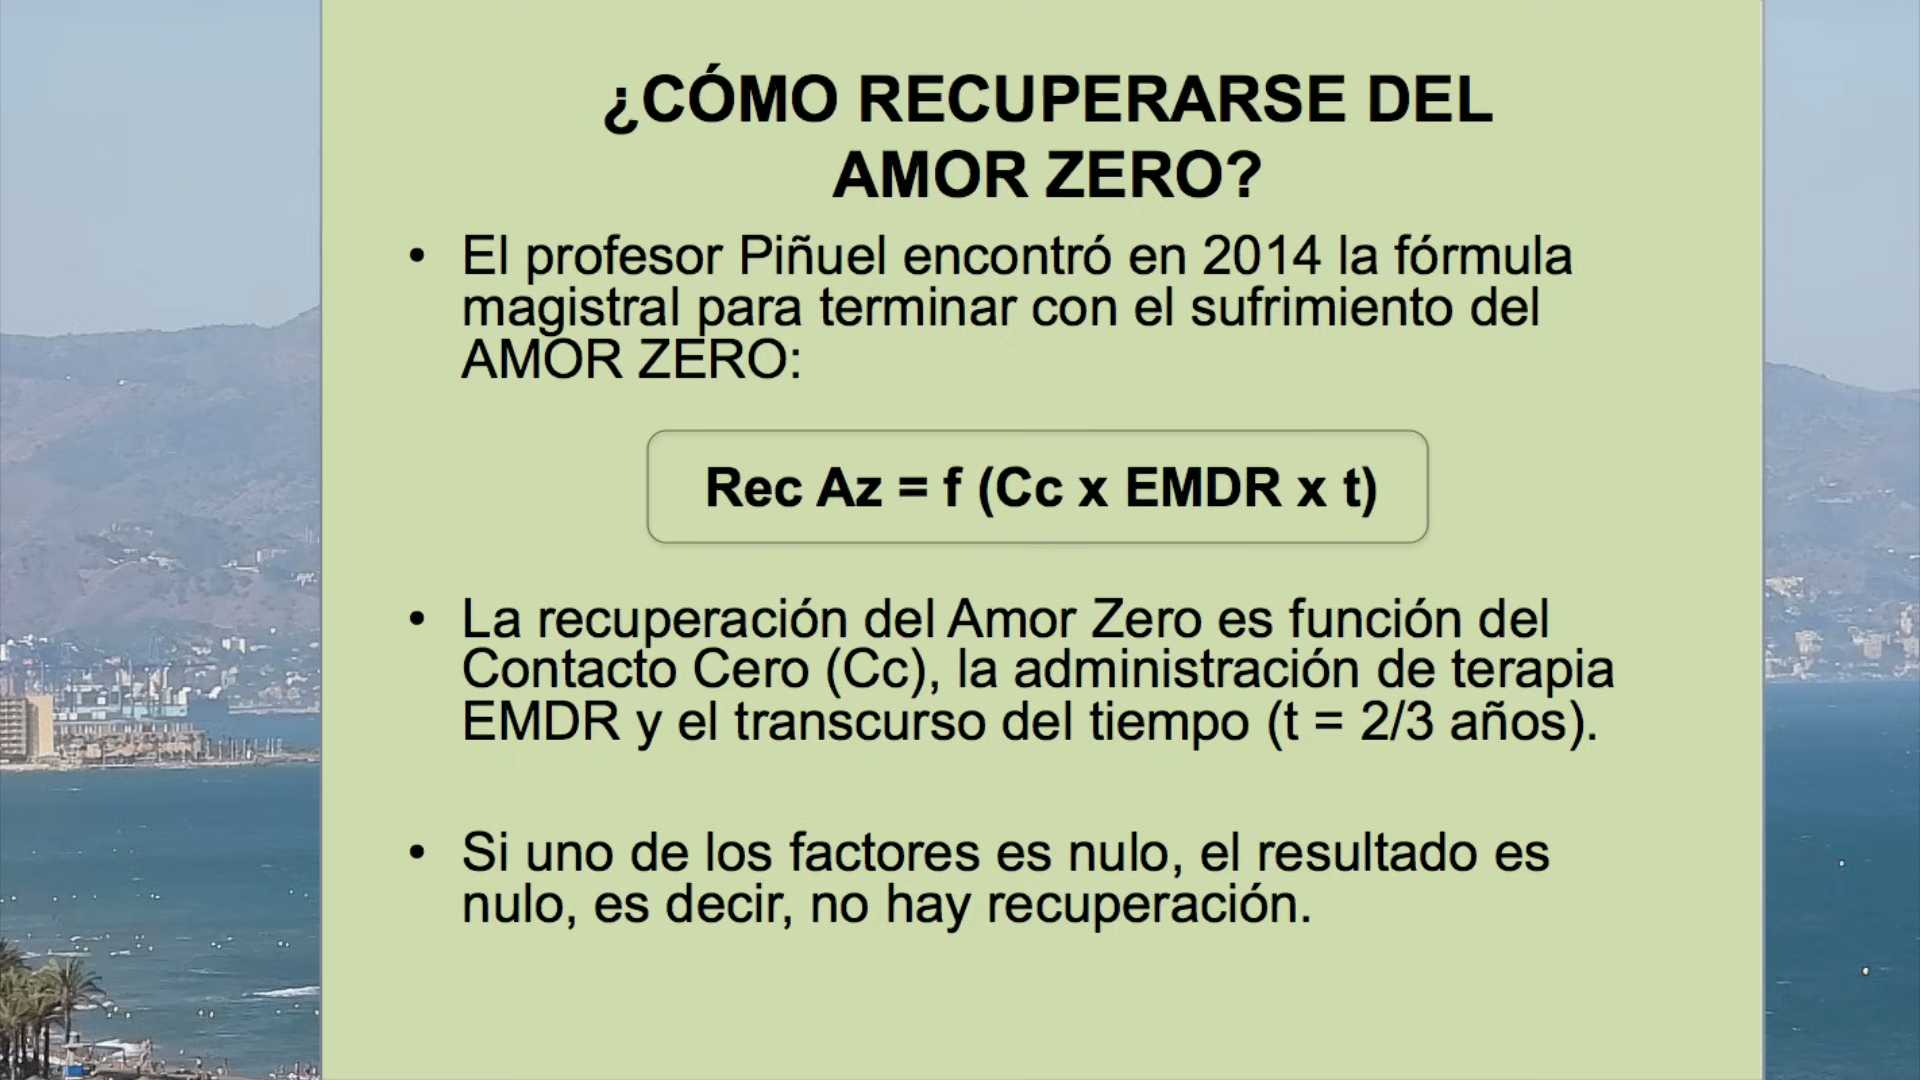 ¿CÓMO RECUPERARSE DEL
AMOR ZERO?
• El profesor Piñuel encontró en 2014 la fórmula
magistral para terminar con el sufrimiento del
AMOR ZERO:
Rec Az = f (Cc x EMDR x t)
• La recuperación del Amor Zero es función del
Contacto Cero (Cc), la administración de terapia
EMDR y el transcurso del tiempo (t = 2/3 años).
• Si uno de los factores es nulo, el resultado es
nulo, es decir, no hay recuperación.